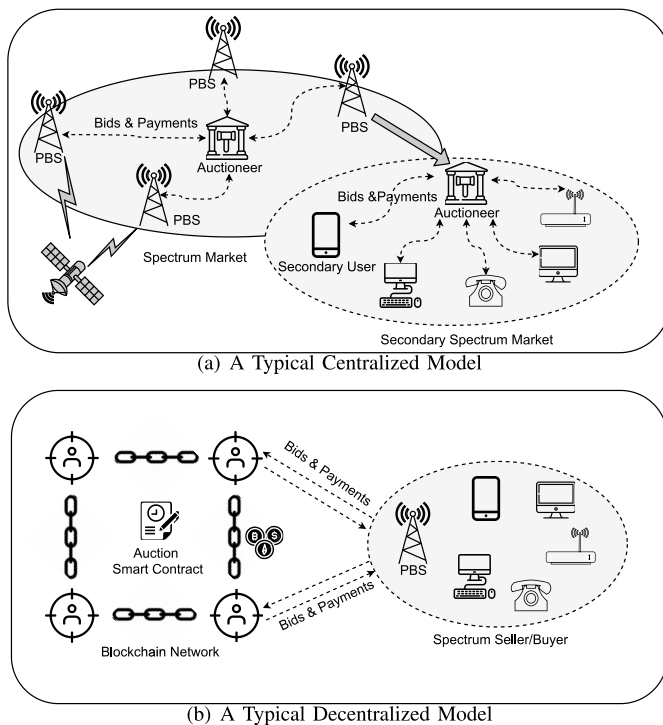 PBS
PBS
Bids & Payments
PBS
PBS
Auctioneer
Bids &Payments
Auctioneer
Spectrum Market
Secondary User
Secondary Spectrum Market
(a) A Typical Centralized Model
Bids & Payments
Auction
Smart Contract
B
$
PBS
Bids & Payments
Blockchain Network
Spectrum Seller/Buyer
(b) A Typical Decentralized Model